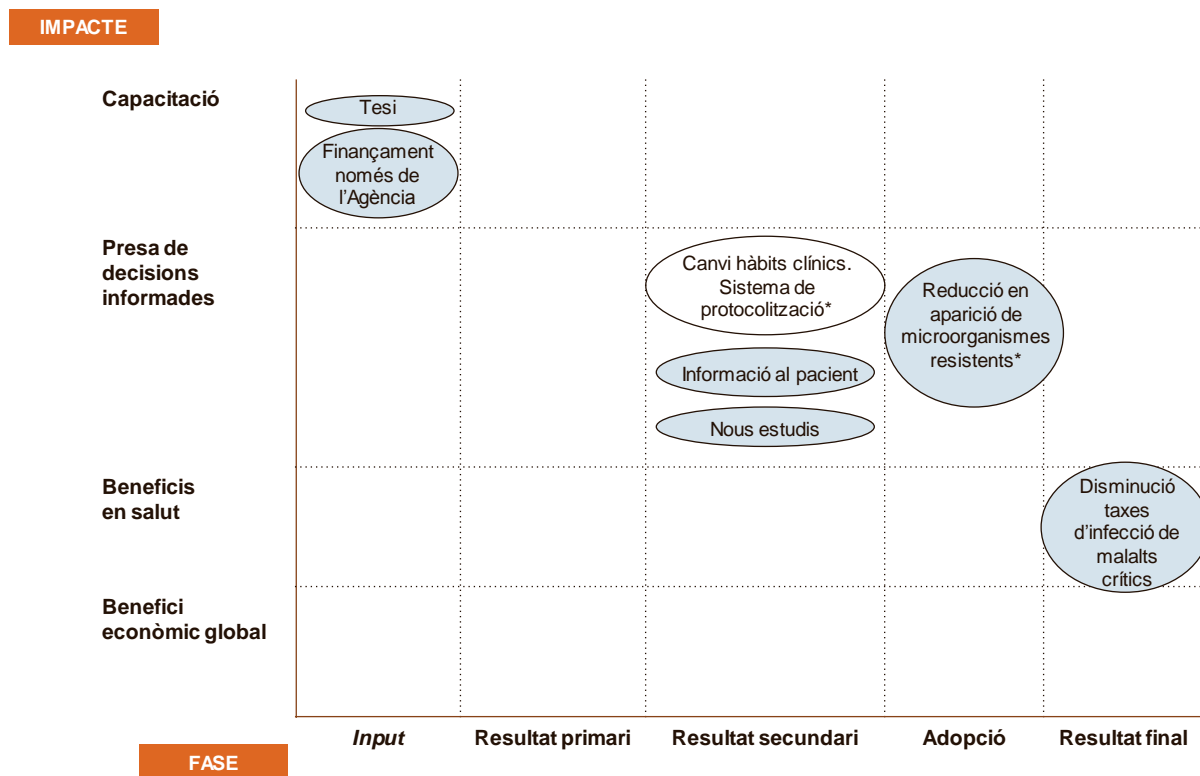 IMPACTE
Capacitació
Tesi
Finançament
només de
l’Agència
Presa de
decisions
informades
Canvi hàbits clínics.
Sistema de
protocolització*
Informació al pacient
Nous estudis
Reducció en
aparició de
microorganismes
resistents*
Beneficis
en salut
Disminució
taxes
d’infecció de
malalts
crítics
Benefici
econòmic global
Input
Resultat primari
Resultat secundari
Adopció
Resultat final
FASE